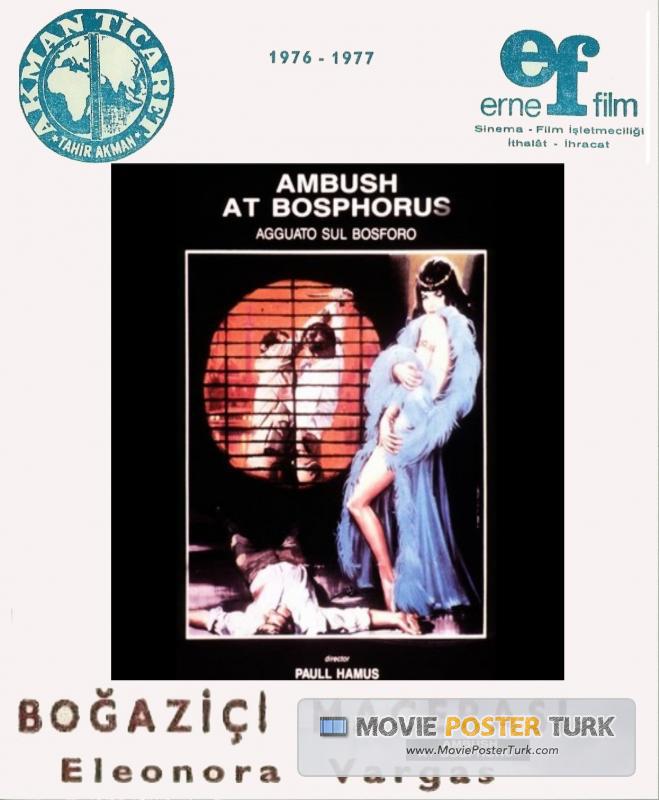 AKMAN TİCARET
★ TAHİR AKMAN ★
1976 - 1977
ef
erne film
Sinema - Film İşletmeciliği
İthalât - İhracat
AMBUSH
AT BOSPHORUS
AGGUATO SUL BOSFORO
director
PAULL HAMUS
BOĞAZİÇİ MACERASI
MOVIE POSTER TURK
www.MoviePosterTurk.com
AMBUSH
Eleonora Vargas